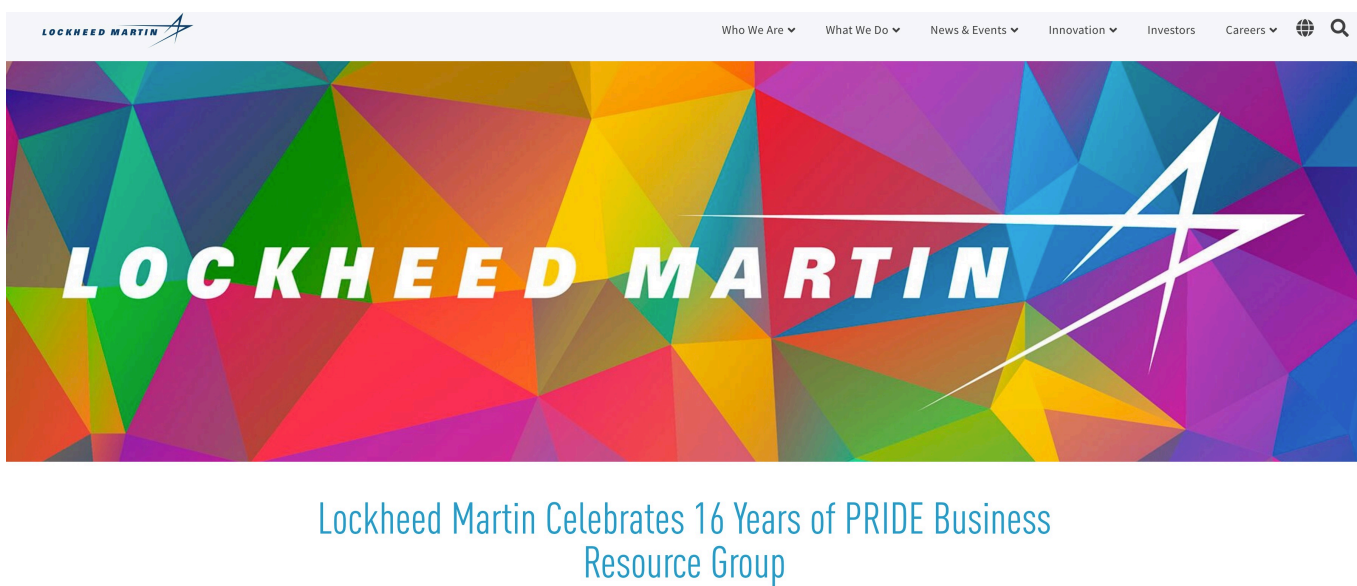 LOCKHEED MARTIN
Who We Are What We Do News & Events Innovation Investors Careers
LOCKHEED MARTIN
Lockheed Martin Celebrates 16 Years of PRIDE Business
Resource Group